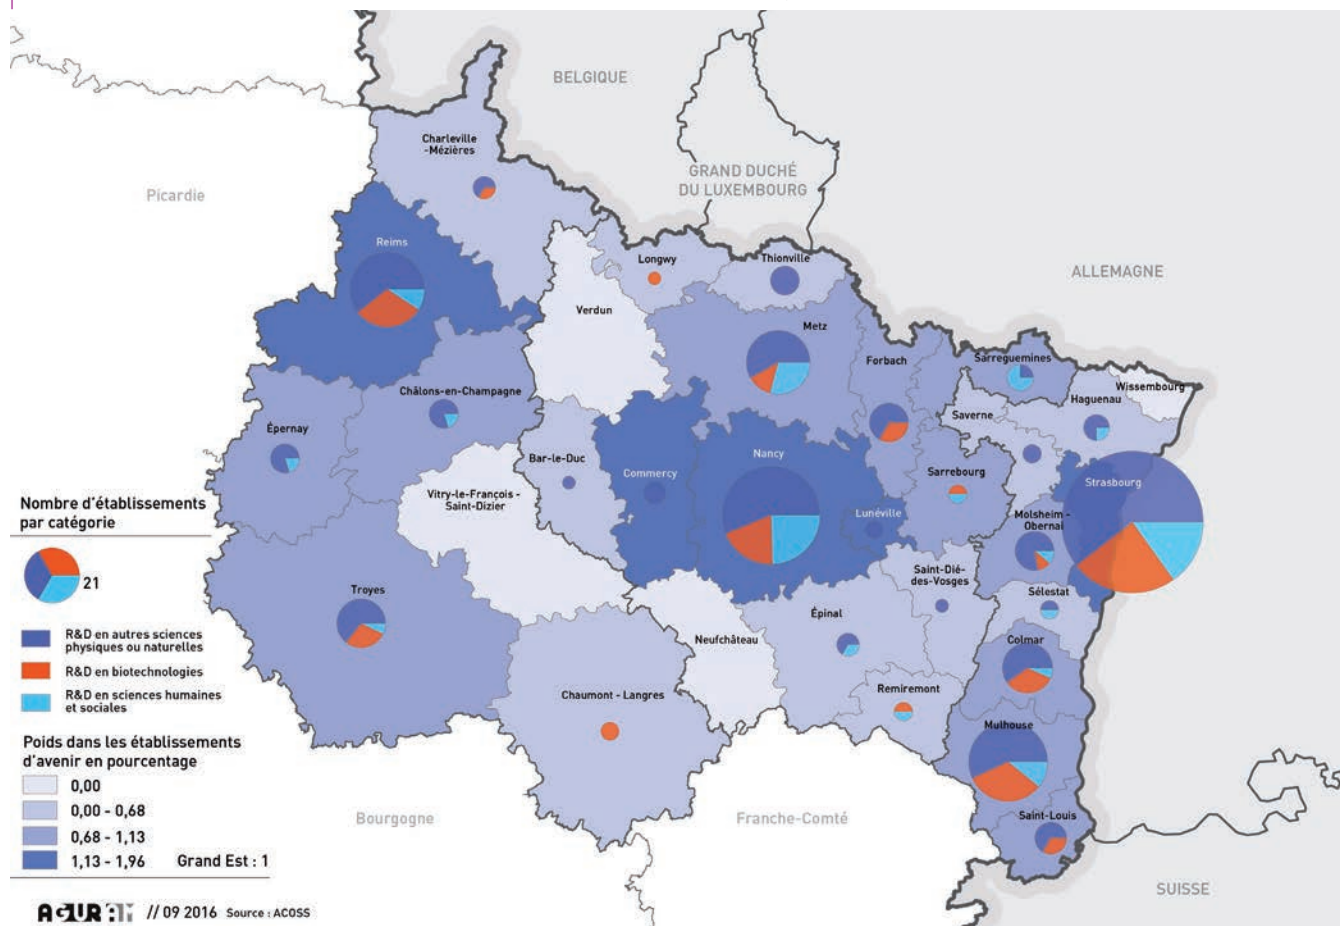 BELGIQUE
Charleville
-Mézières
GRAND DUCHÉ
DU LUXEMBOURG
Picardie
Reims
Longwy
Thionville
ALLEMAGNE
Verdun
Metz
Forbach
Sarreguemines
Wissembourg
Haguenau
Châlons-en-Champagne
Saverne
Épernay
Bar-le-Duc
Commercy
Nancy
Sarrebourg
Strasbourg
Vitry-le-François -
Saint-Dizier
Lunéville
Molsheim -
Obernai
Saint-Dié-
des-Vosges
Sélestat
Troyes
Épinal
Neufchâteau
Colmar
Chaumont - Langres
Remiremont
Mulhouse
Bourgogne
Franche-Comté
Saint-Louis
SUISSE
Nombre d'établissements
par catégorie
21
R&D en autres sciences
physiques ou naturelles
R&D en biotechnologies
R&D en sciences humaines
et sociales
Poids dans les établissements
d'avenir en pourcentage
0,00
0,00 - 0,68
0,68 - 1,13
1,13 - 1,96 Grand Est : 1
// 09 2016 Source : ACOSS